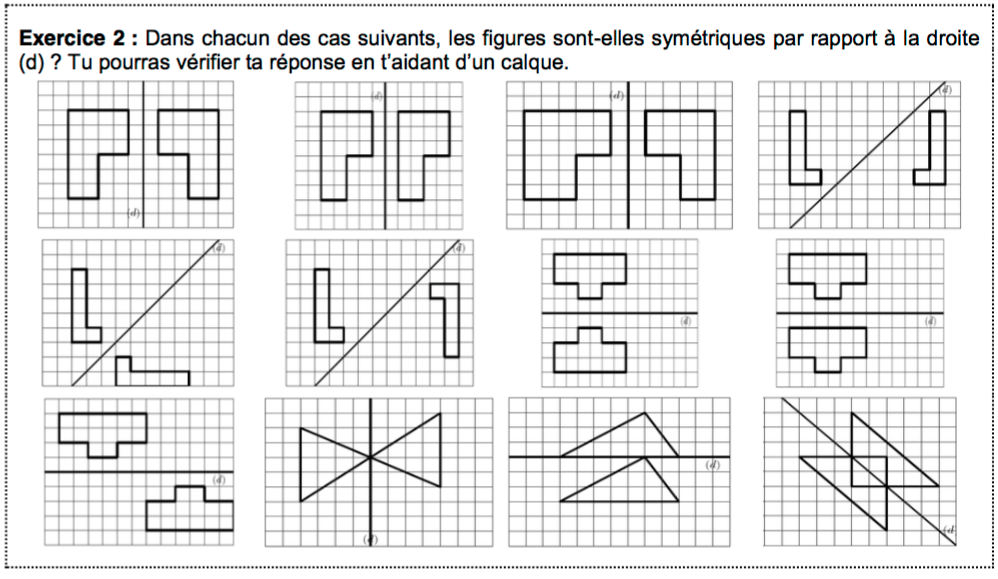 Exercice 2 : Dans chacun des cas suivants, les figures sont-elles symétriques par rapport à la droite
(d) ? Tu pourras vérifier ta réponse en t’aidant d’un calque.
(d)
(d)
(d)
(d)
(d)
(d)
(d)
(d)
(d)
(d)
(d)
(d